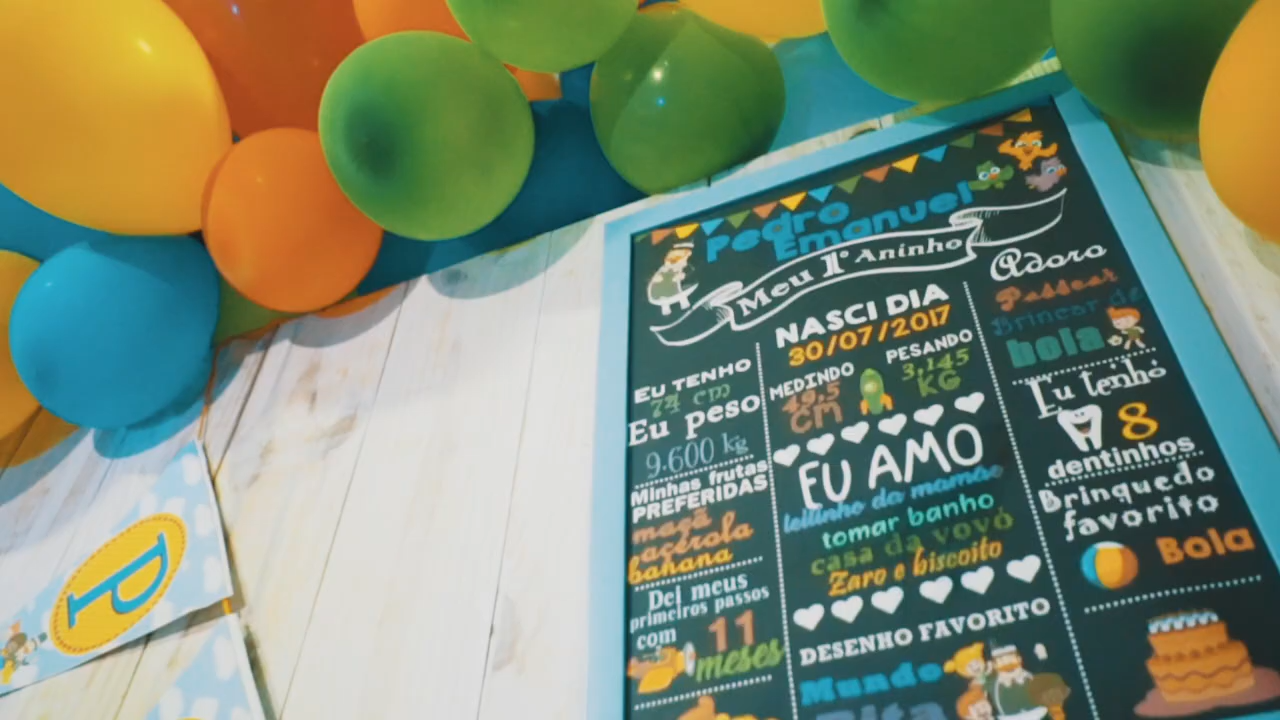 Pedro
Emanuel
Meu 1º Aninho
NASCI DIA
30/07/2017
MEDINDO
49,5
CM
PESANDO
3,145
KG
EU TENHO
74 cm
Eu peso
9.600 kg
Minhas frutas
PREFERIDAS
maçã
acerola
banana
Dei meus
primeiros passos
com
11
meses
EU AMO
leitinho da mamãe
tomar banho
casa da vovó
Zaro e biscoito
DESENHO FAVORITO
Mundo
Bita
Adoro
Passear
Brincar de
bola
Eu tenho
8
dentinhos
Brinquedo
favorito
Bola
P